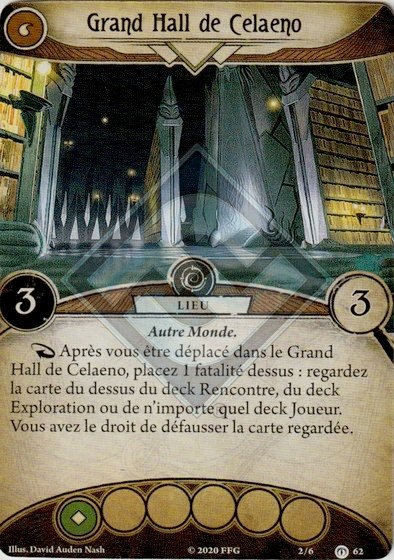 Grand Hall de Celaeno
3
LIEU
3
Autre Monde.
Après vous être déplacé dans le Grand
Hall de Celaeno, placez 1 fatalité dessus : regardez
la carte du dessus du deck Rencontre, du deck
Exploration ou de n'importe quel deck Joueur.
Vous avez le droit de défausser la carte regardée.
Illus. David Auden Nash © 2020 FFG 2/6 62